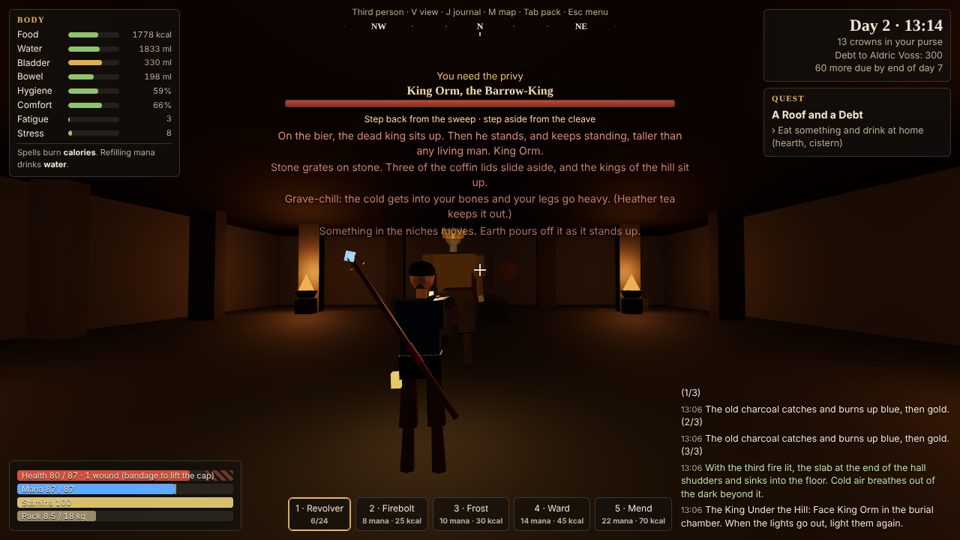 BODY
Food 1778 kcal
Water 1833 ml
Bladder 330 ml
Bowel 198 ml
Hygiene 59%
Comfort 66%
Fatigue 3
Stress 8
Spells burn calories. Refilling mana
drinks water.
Third person · V view · J journal · M map · Tab pack · Esc menu
NW · · N · · NE
You need the privy
King Orm, the Barrow-King
Step back from the sweep · step aside from the cleave
On the bier, the dead king sits up. Then he stands, and keeps standing, taller than
any living man. King Orm.
Stone grates on stone. Three of the coffin lids slide aside, and the kings of the hill sit
up.
Grave-chill: the cold gets into your bones and your legs go heavy. (Heather tea
keeps it out.)
Something in the niches moves. Earth pours off it as it stands up.
Day 2 · 13:14
13 crowns in your purse
Debt to Aldric Voss: 300
60 more due by end of day 7
QUEST
A Roof and a Debt
› Eat something and drink at home
(hearth, cistern)
(1/3)
13:06 The old charcoal catches and burns up blue, then gold.
(2/3)
13:06 The old charcoal catches and burns up blue, then gold.
(3/3)
13:06 With the third fire lit, the slab at the end of the hall
shudders and sinks into the floor. Cold air breathes out of
the dark beyond it.
13:06 The King Under the Hill: Face King Orm in the burial
chamber. When the lights go out, light them again.
Health 80 / 87 · 1 wound (bandage to lift the cap)
Mana 87 / 87
Stamina 100
Pack 8.5 / 18 kg
1 · Revolver
6/24
2 · Firebolt
8 mana · 25 kcal
3 · Frost
10 mana · 30 kcal
4 · Ward
14 mana · 45 kcal
5 · Mend
22 mana · 70 kcal